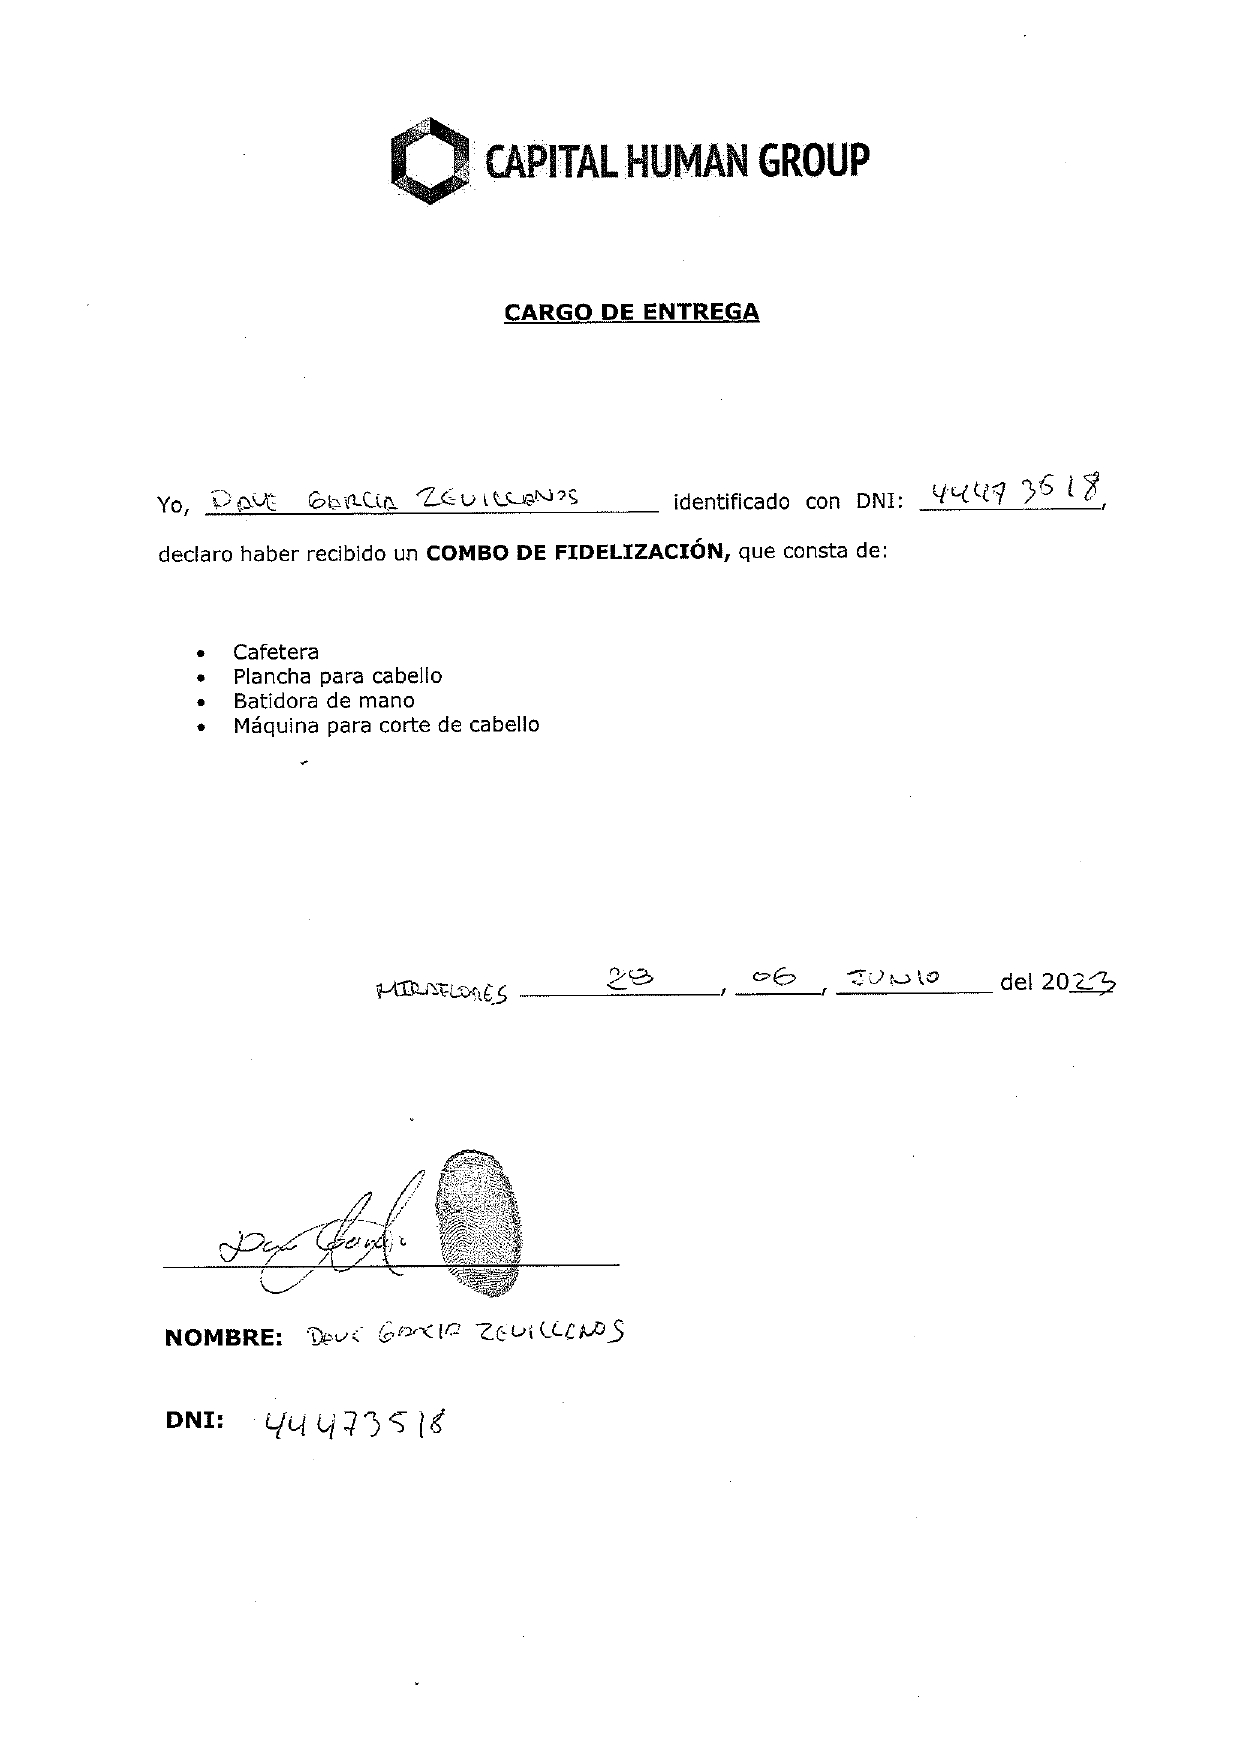 CAPITAL HUMAN GROUP
CARGO DE ENTREGA
Yo, Dave Garcia Zevillanos identificado con DNI: 44473518,
declaro haber recibido un COMBO DE FIDELIZACIÓN, que consta de:
• Cafetera
• Plancha para cabello
• Batidora de mano
• Máquina para corte de cabello
MIRAFLORES 28, 06, JUNIO del 2023
NOMBRE: Dave Garcia Zevillanos
DNI: 44473518